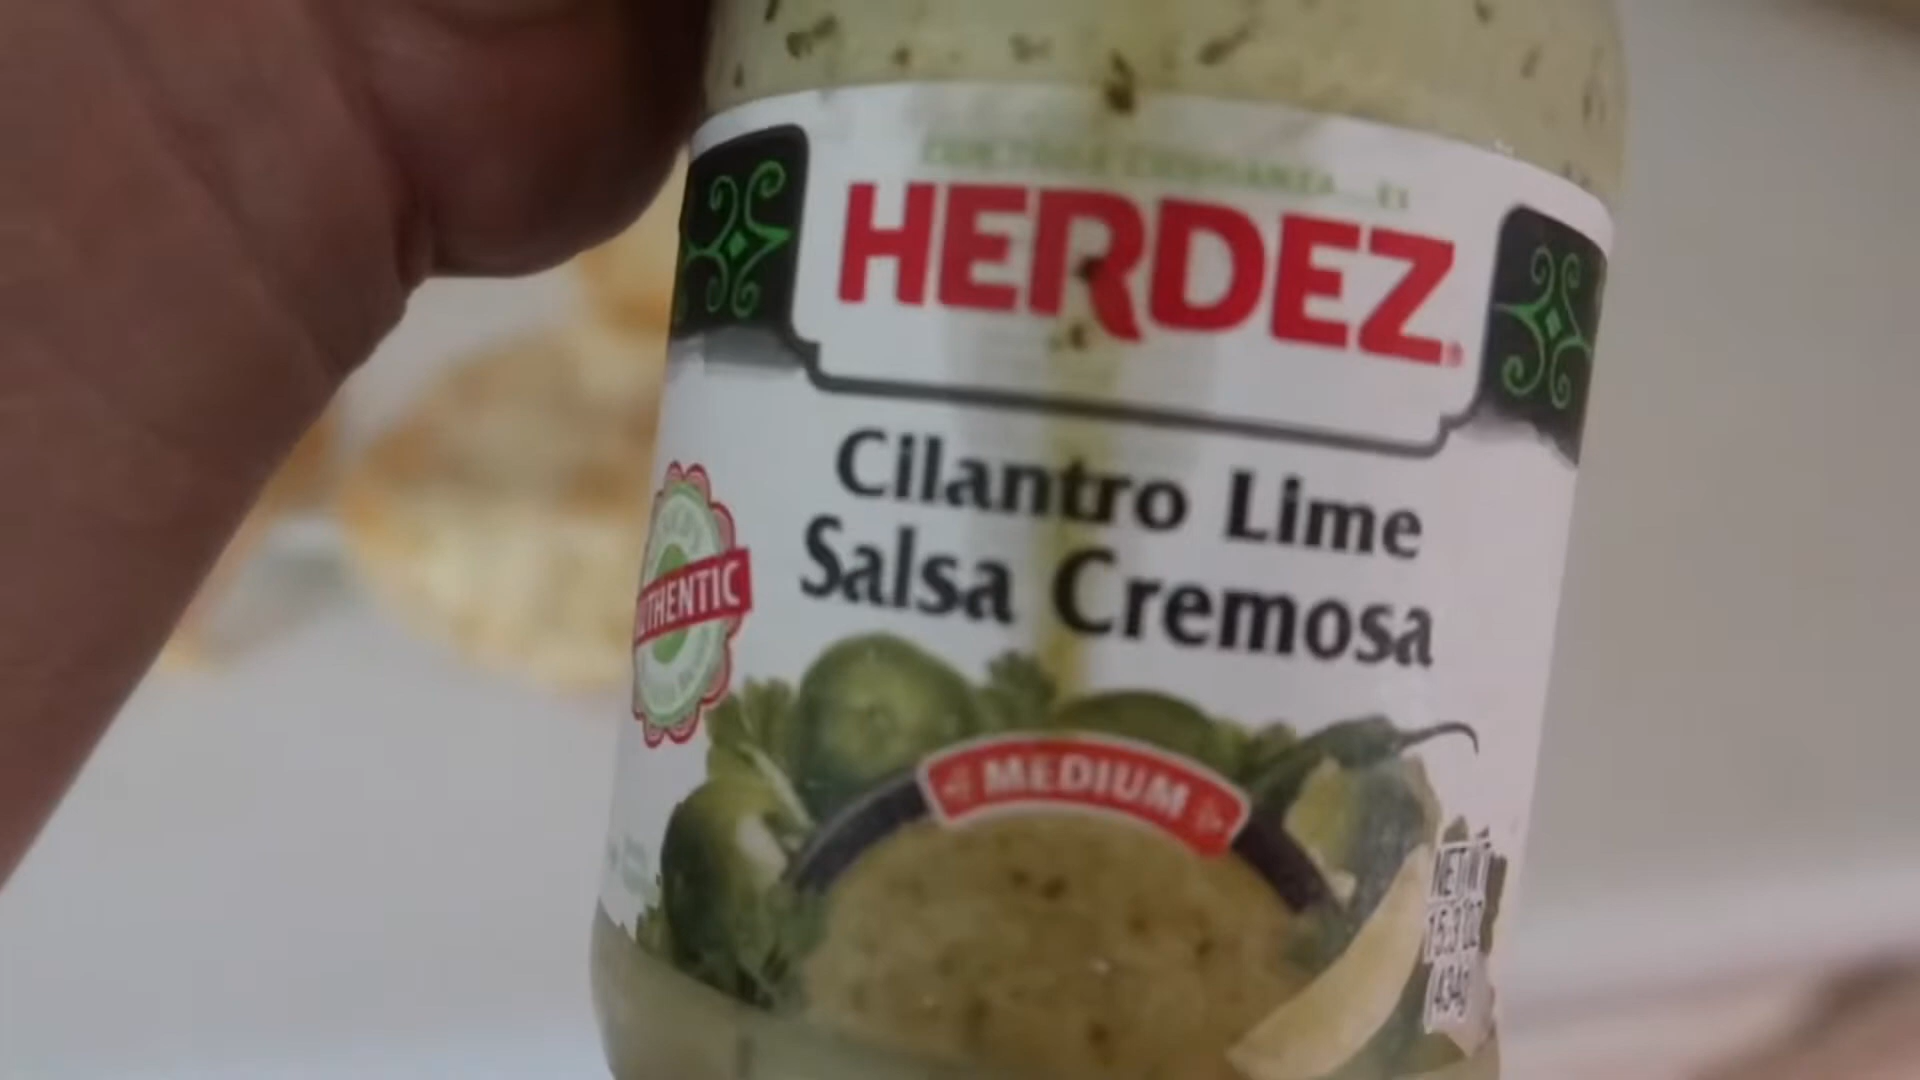 HERDEZ®
Cilantro Lime
Salsa Cremosa
AUTHENTIC
MEDIUM
NET WT
15.3 OZ
(434g)